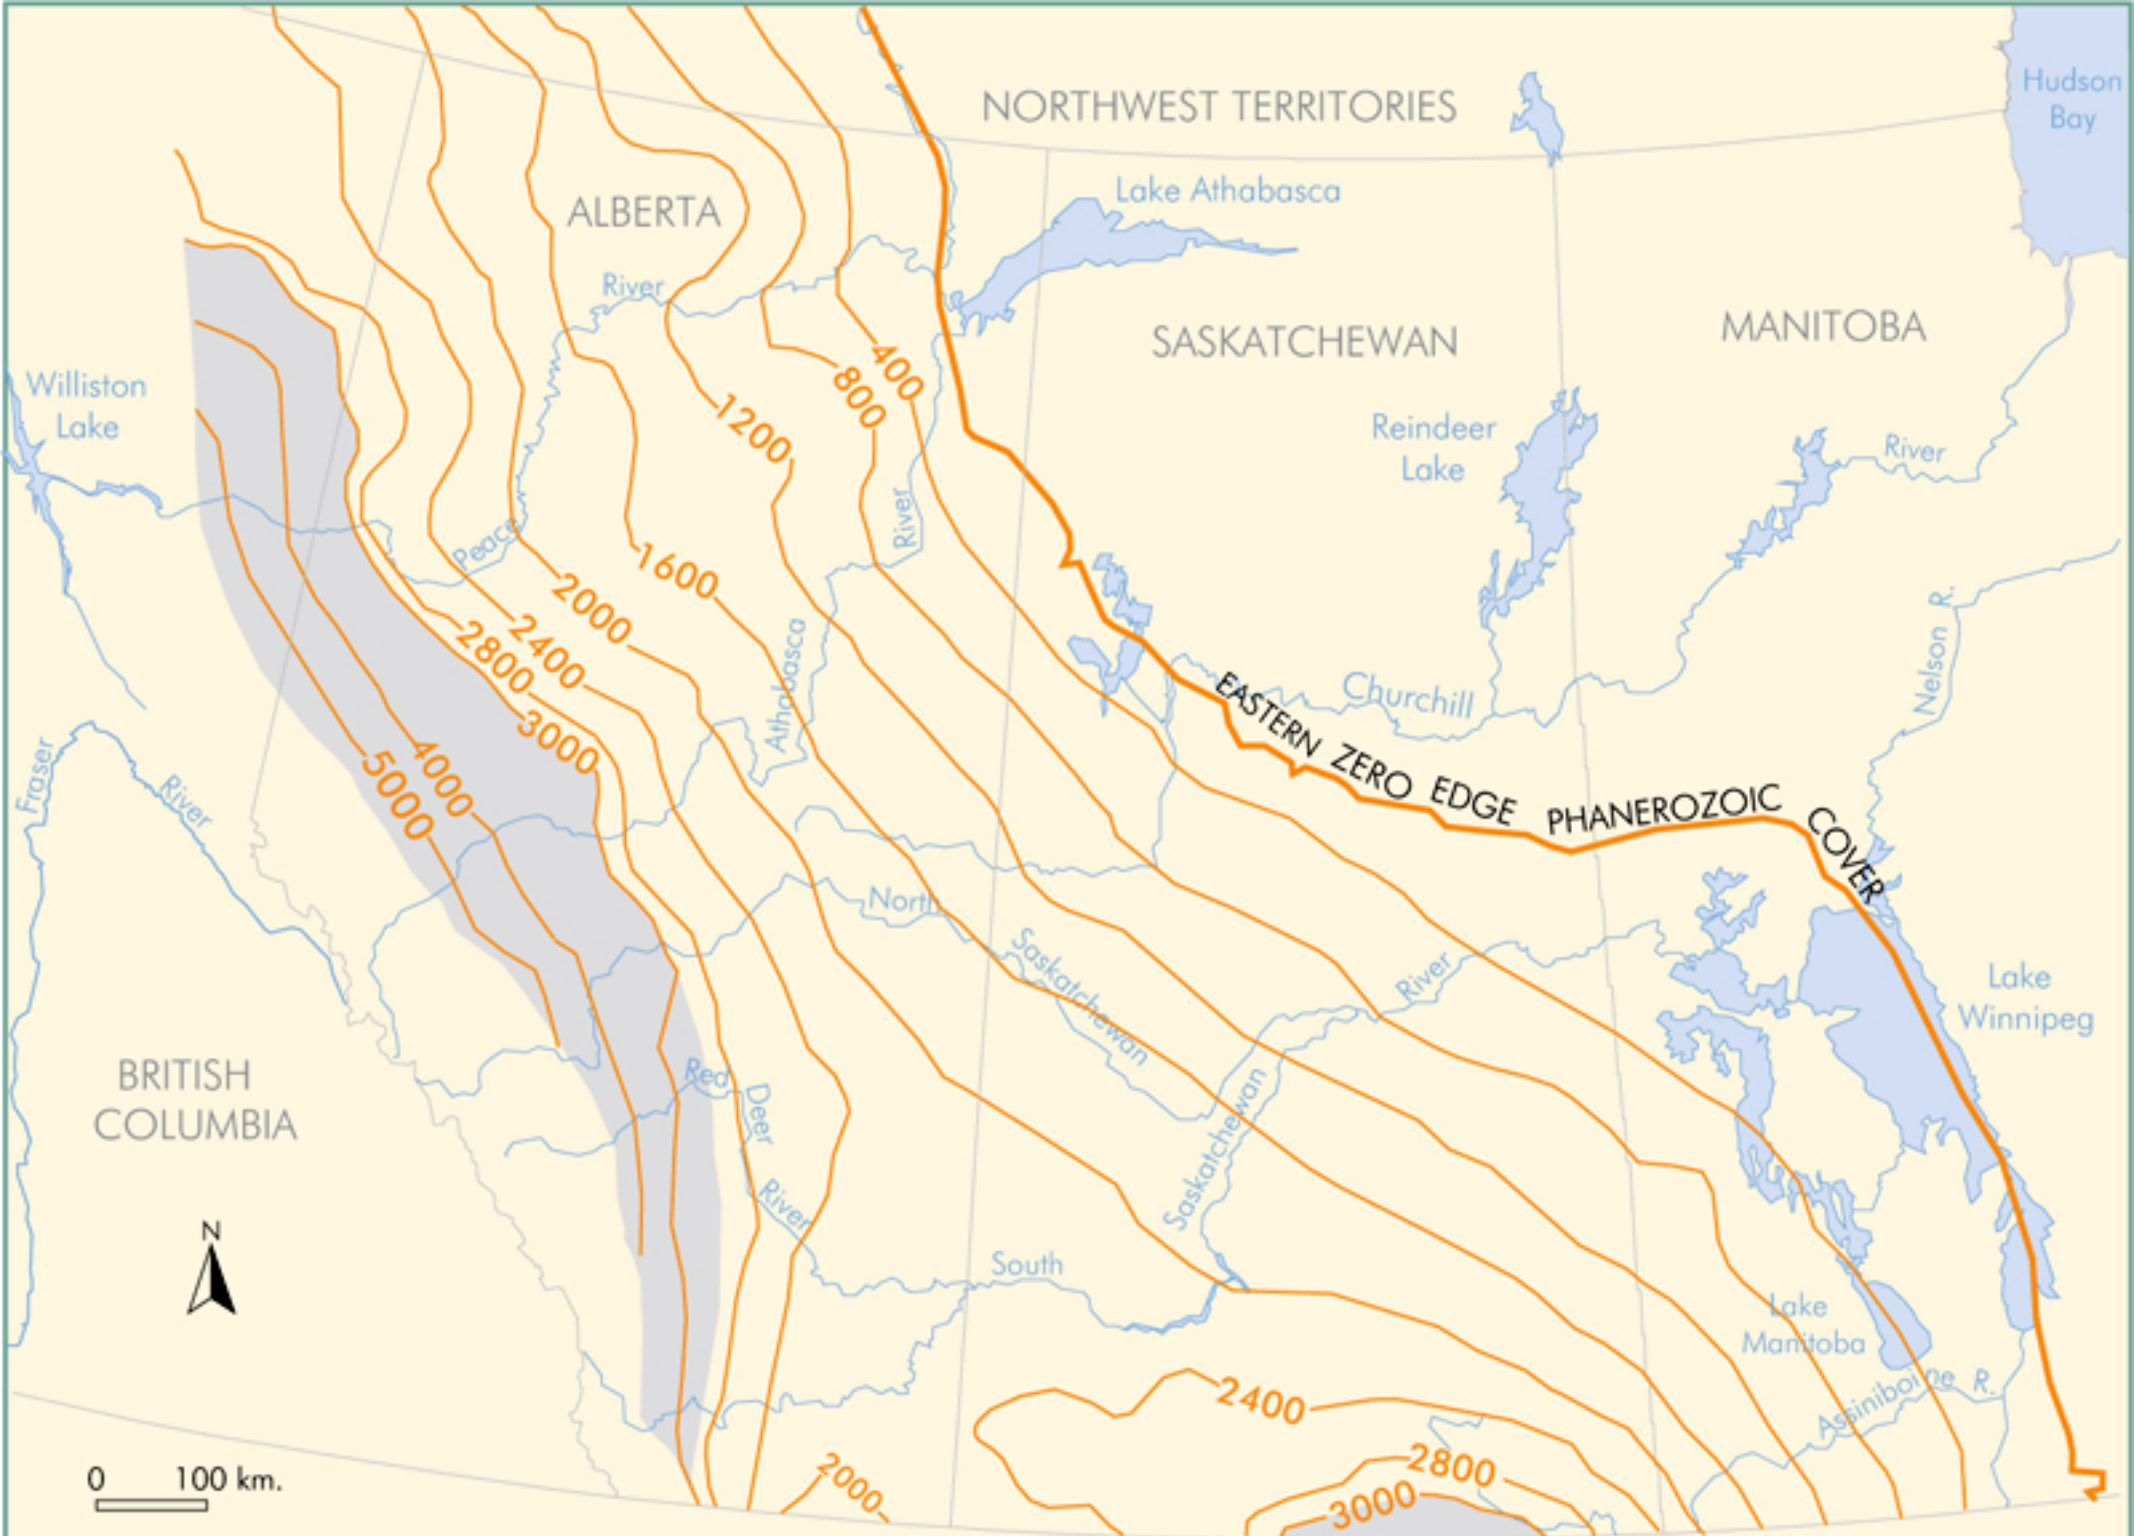 NORTHWEST TERRITORIES
Hudson
Bay
Lake Athabasca
ALBERTA
River
SASKATCHEWAN
MANITOBA
400
800
1200
Williston
Lake
Reindeer
Lake
River
River
Peace
1600
2000
2400
2800
3000
Athabasca
Nelson R.
Churchill
EASTERN ZERO EDGE PHANEROZOIC COVER
4000
5000
Fraser
River
North
Saskatchewan
River
Lake
Winnipeg
BRITISH
COLUMBIA
Red
Deer
River
Saskatchewan
South
N
Lake
Manitoba
Assiniboine R.
2400
2800
3000
2000
0 100 km.